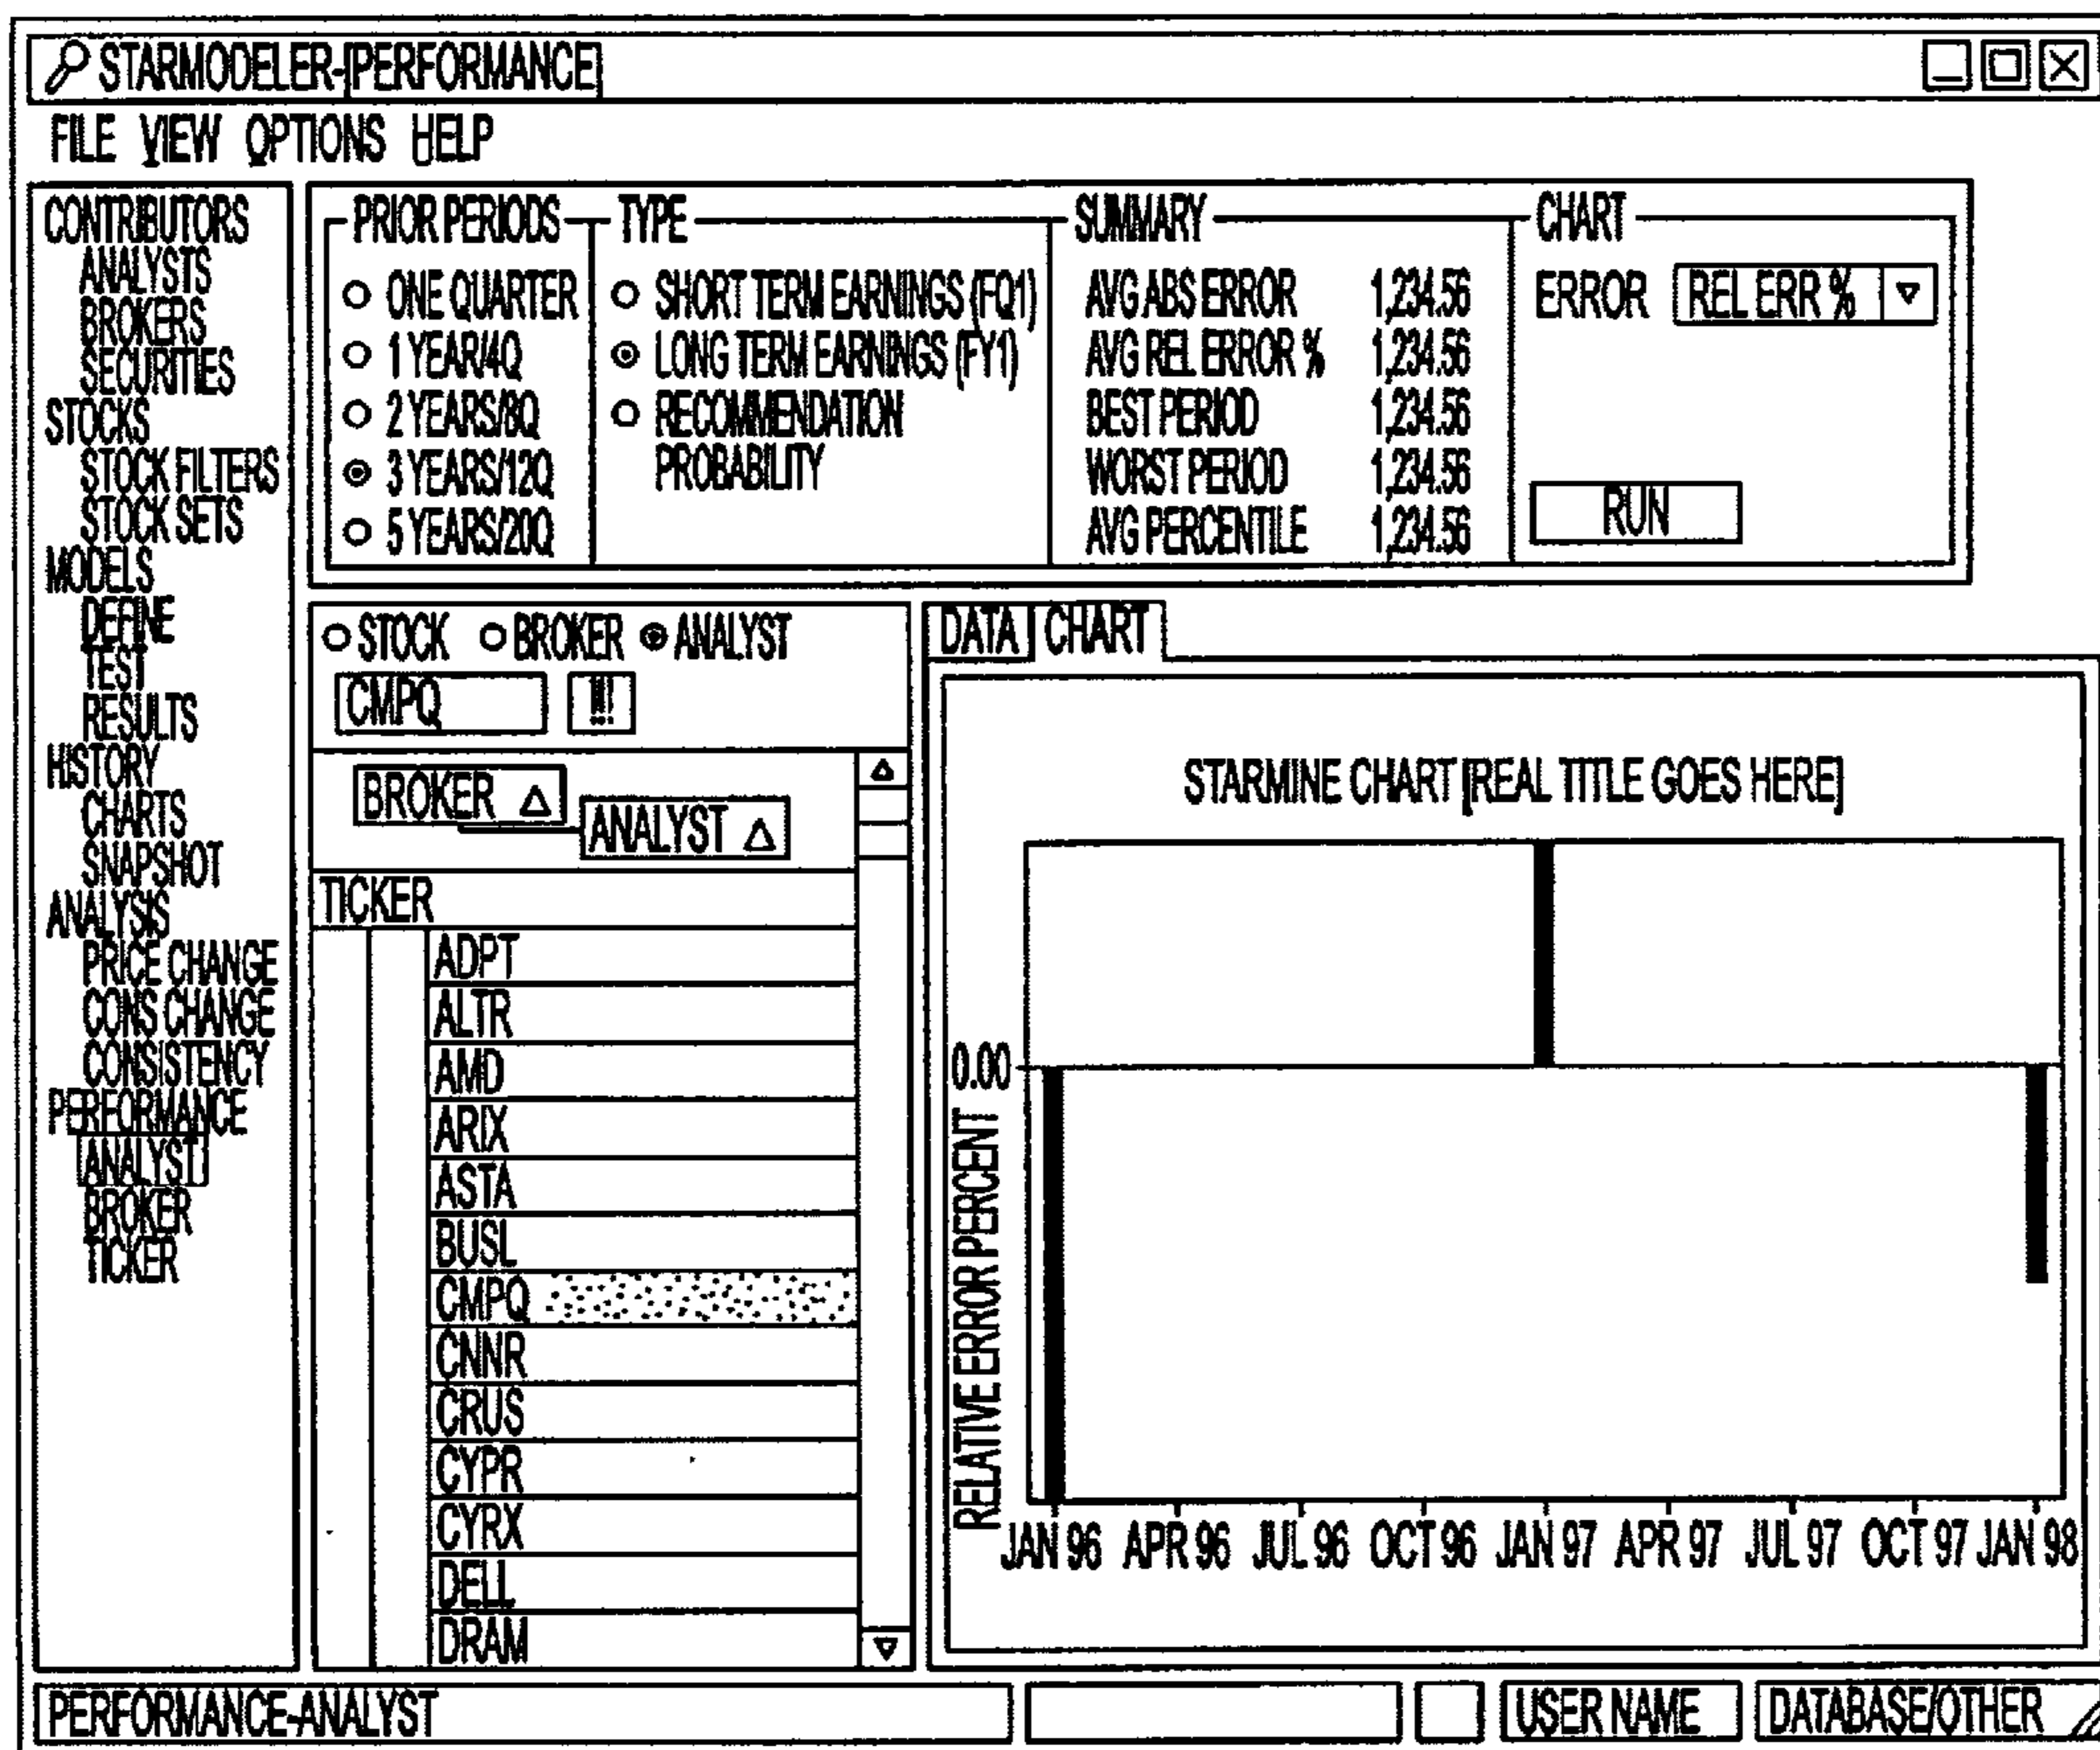 STARMODELER-[PERFORMANCE]
FILE VIEW OPTIONS HELP
CONTRIBUTORS
ANALYSTS
BROKERS
SECURITIES
STOCKS
STOCK FILTERS
STOCK SETS
MODELS
DEFINE
TEST
RESULTS
HISTORY
CHARTS
SNAPSHOT
ANALYSIS
PRICE CHANGE
CONS CHANGE
CONSISTENCY
PERFORMANCE
ANALYST
BROKER
TICKER
PRIOR PERIODS
ONE QUARTER
1 YEAR/4Q
2 YEARS/8Q
3 YEARS/12Q
5 YEARS/20Q
TYPE
SHORT TERM EARNINGS (FQ1)
LONG TERM EARNINGS (FY1)
RECOMMENDATION
PROBABILITY
SUMMARY
AVG ABS ERROR 1,234.56
AVG REL ERROR % 1,234.56
BEST PERIOD 1,234.56
WORST PERIOD 1,234.56
AVG PERCENTILE 1,234.56
CHART
ERROR REL ERR %
RUN
STOCK BROKER ANALYST
CMPQ !!!
BROKER
ANALYST
TICKER
ADPT
ALTR
AMD
ARIX
ASTA
BUSL
CMPQ
CNNR
CRUS
CYPR
CYRX
DELL
DRAM
DATA CHART
STARMINE CHART [REAL TITLE GOES HERE]
0.00
RELATIVE ERROR PERCENT
JAN 96 APR 96 JUL 96 OCT 96 JAN 97 APR 97 JUL 97 OCT 97 JAN 98
PERFORMANCE-ANALYST
USER NAME
DATABASE/OTHER